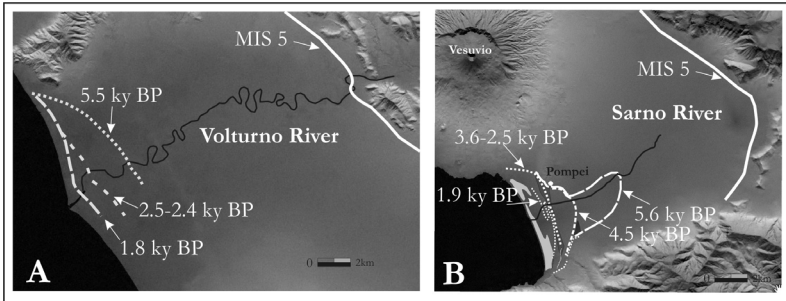 MIS 5
5.5 ky BP
Volturno River
2.5-2.4 ky BP
1.8 ky BP
A
0 2km
Vesuvio
MIS 5
Sarno River
3.6-2.5 ky BP
Pompei
1.9 ky BP
5.6 ky BP
4.5 ky BP
B
2km